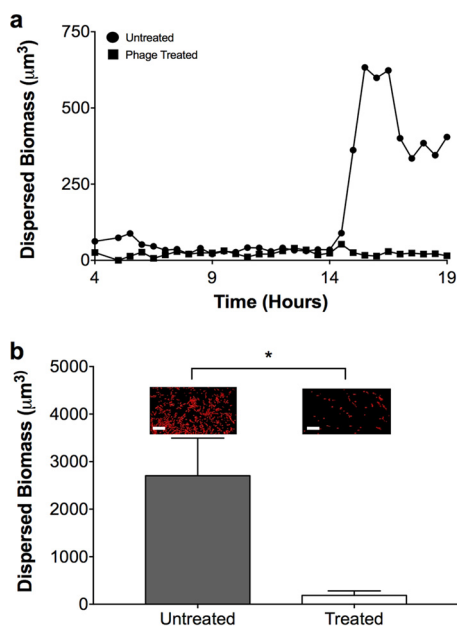 a
Untreated
Phage Treated
Dispersed Biomass (μm³)
750
500
250
0
4
9
14
19
Time (Hours)
b
*
Dispersed Biomass (μm³)
5000
4000
3000
2000
1000
0
Untreated
Treated